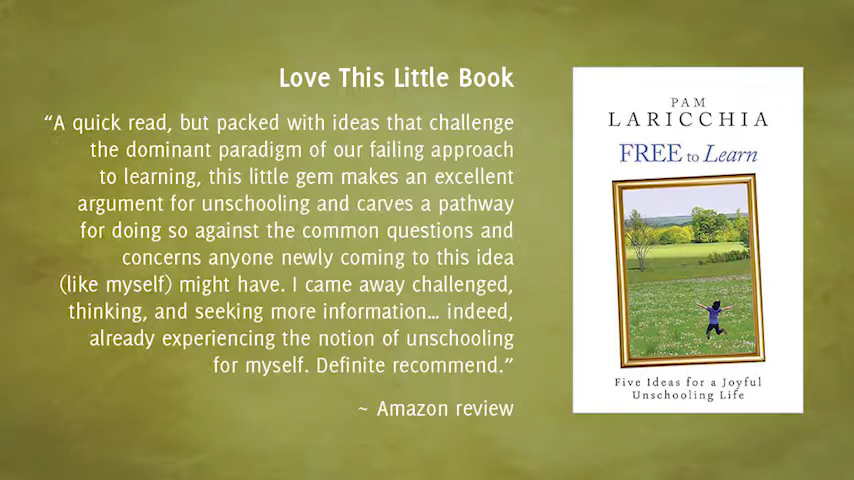 Love This Little Book
“A quick read, but packed with ideas that challenge
the dominant paradigm of our failing approach
to learning, this little gem makes an excellent
argument for unschooling and carves a pathway
for doing so against the common questions and
concerns anyone newly coming to this idea
(like myself) might have. I came away challenged,
thinking, and seeking more information... indeed,
already experiencing the notion of unschooling
for myself. Definite recommend.”
~ Amazon review
PAM
LARICCHIA
FREE to Learn
Five Ideas for a Joyful
Unschooling Life